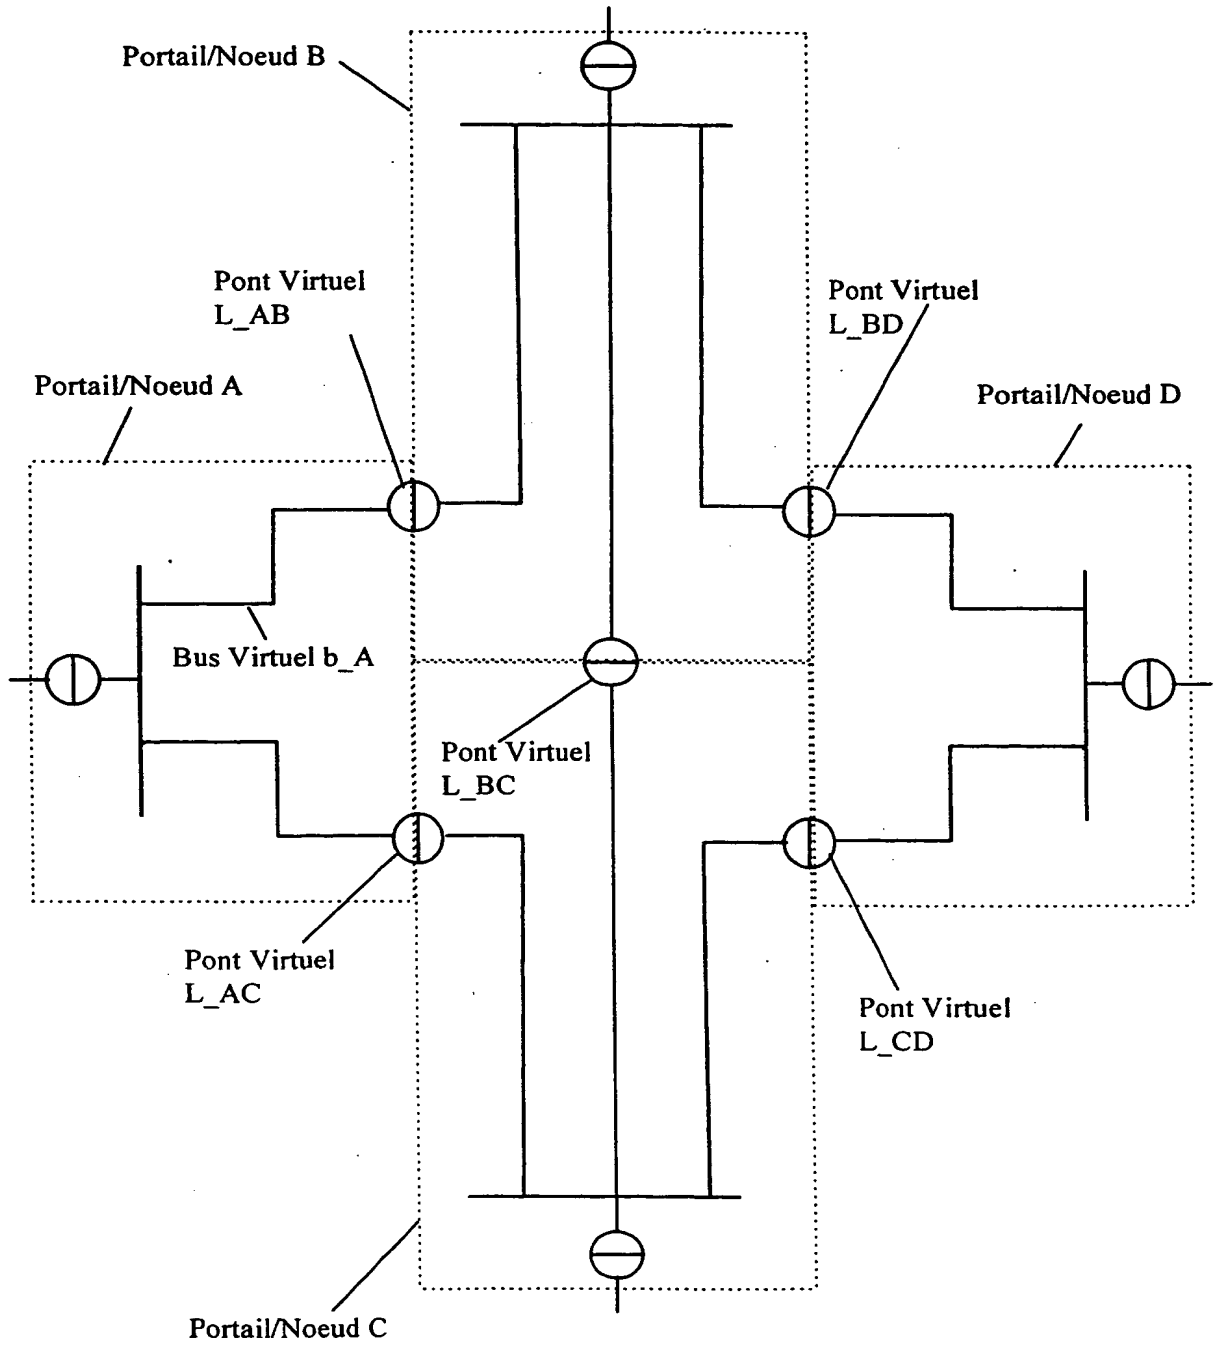 Portail/Noeud B
Pont Virtuel
L_AB
Pont Virtuel
L_BD
Portail/Noeud A
Portail/Noeud D
Bus Virtuel b_A
Pont Virtuel
L_BC
Pont Virtuel
L_AC
Pont Virtuel
L_CD
Portail/Noeud C